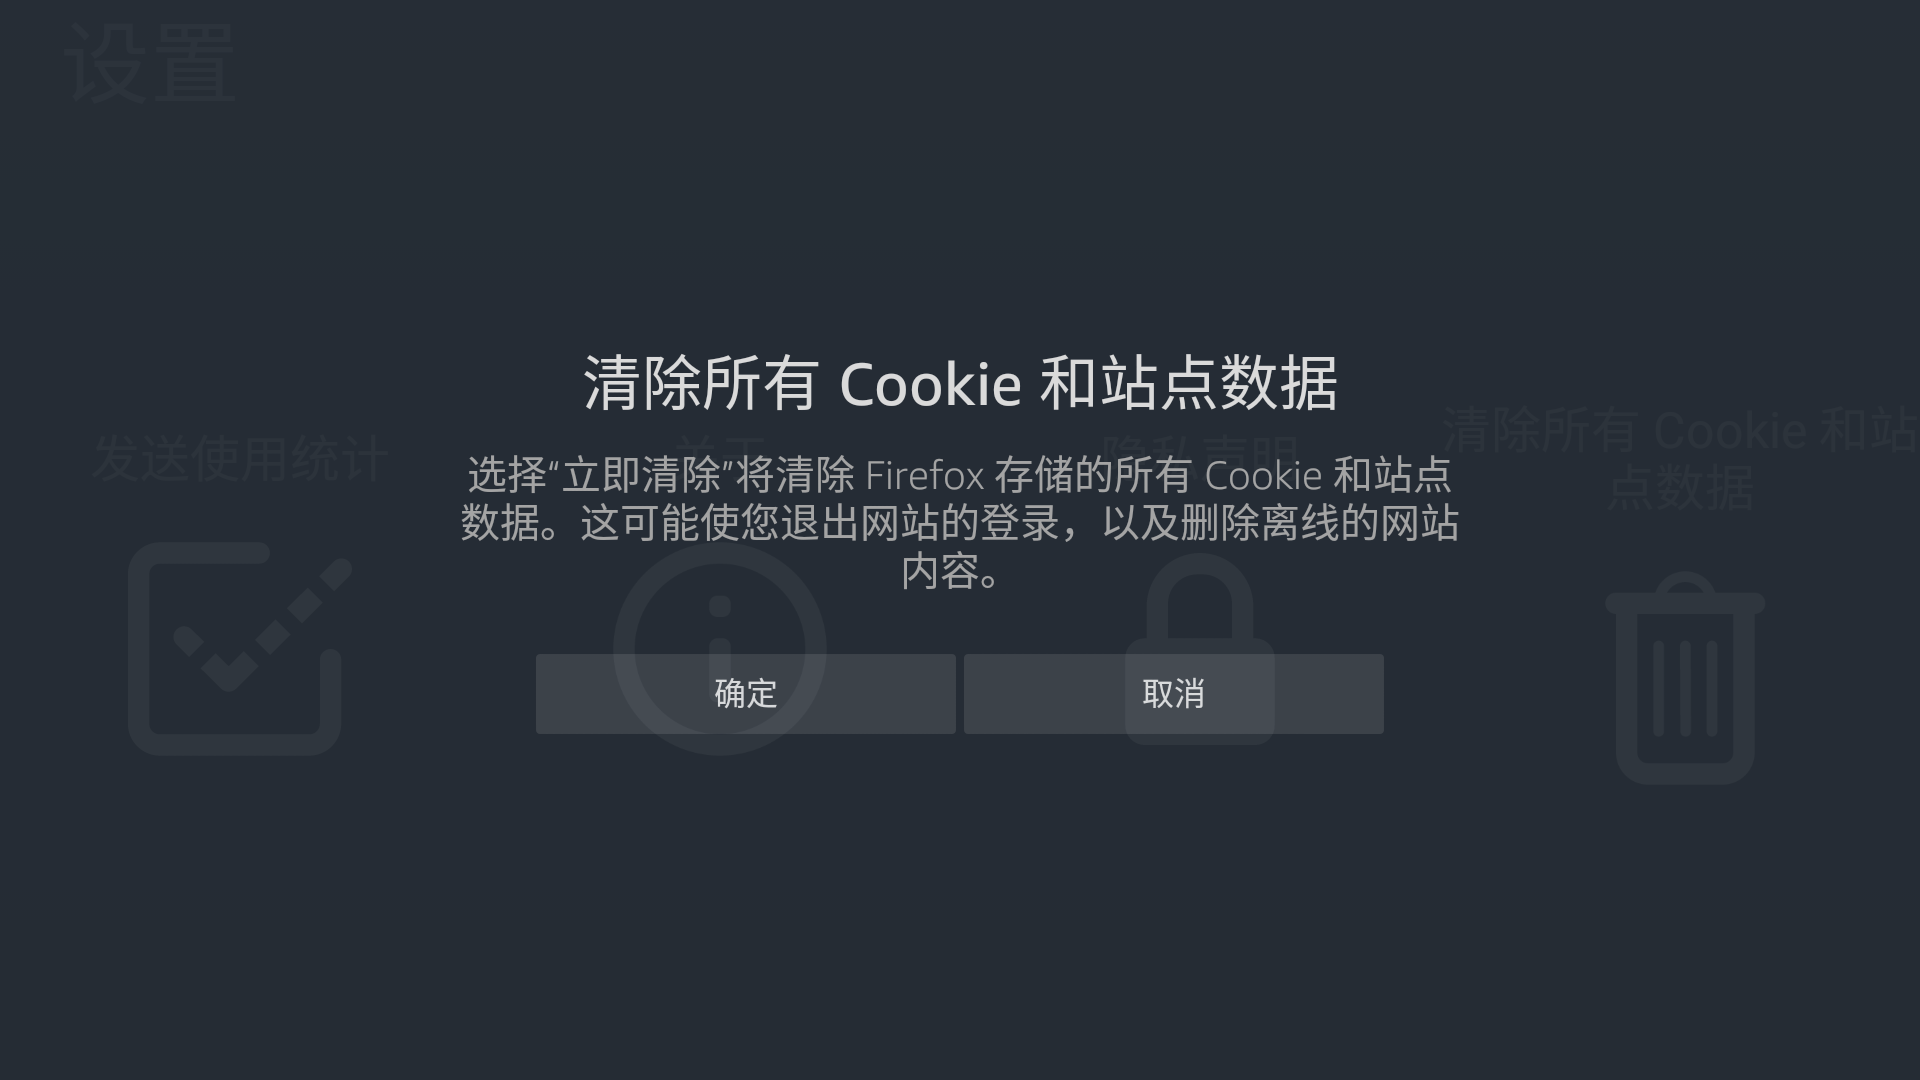 设置
清除所有 Cookie 和站点数据
选择“立即清除”将清除 Firefox 存储的所有 Cookie 和站点
数据。这可能使您退出网站的登录，以及删除离线的网站
内容。
确定
取消
发送使用统计
关于
隐私声明
清除所有 Cookie 和站
点数据